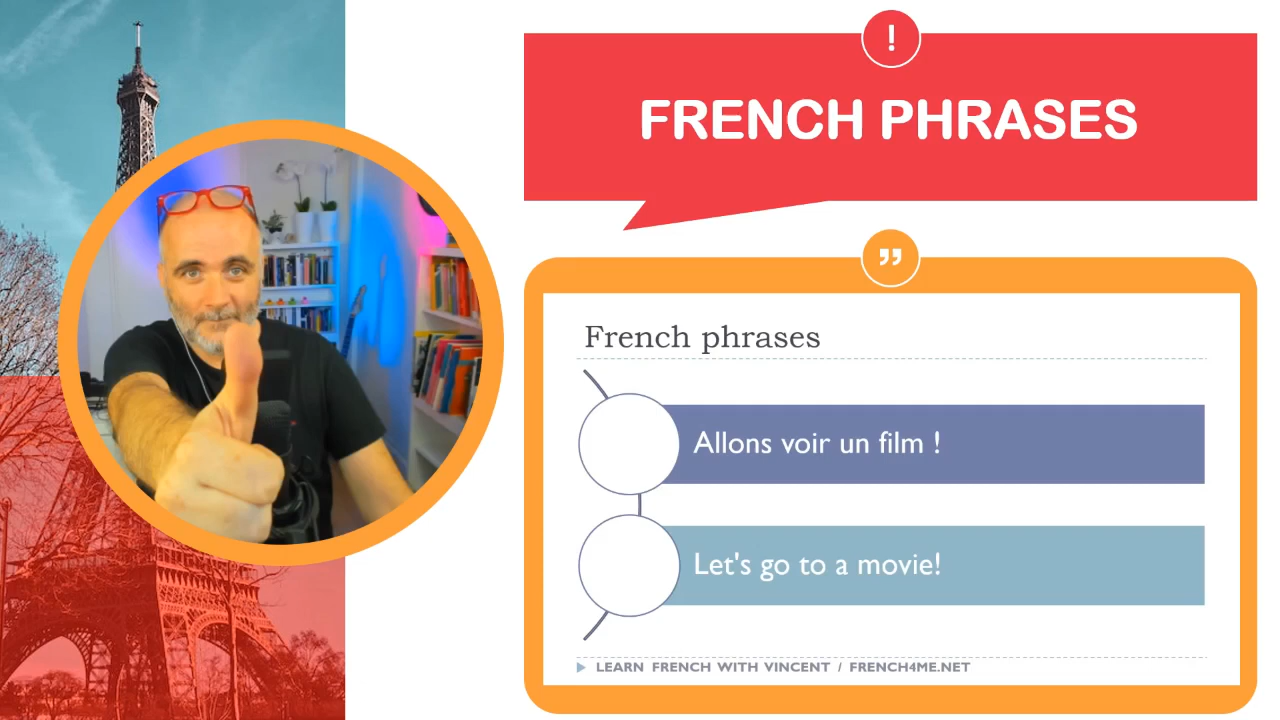 !
FRENCH PHRASES
”
French phrases
Allons voir un film !
Let's go to a movie!
LEARN FRENCH WITH VINCENT / FRENCH4ME.NET